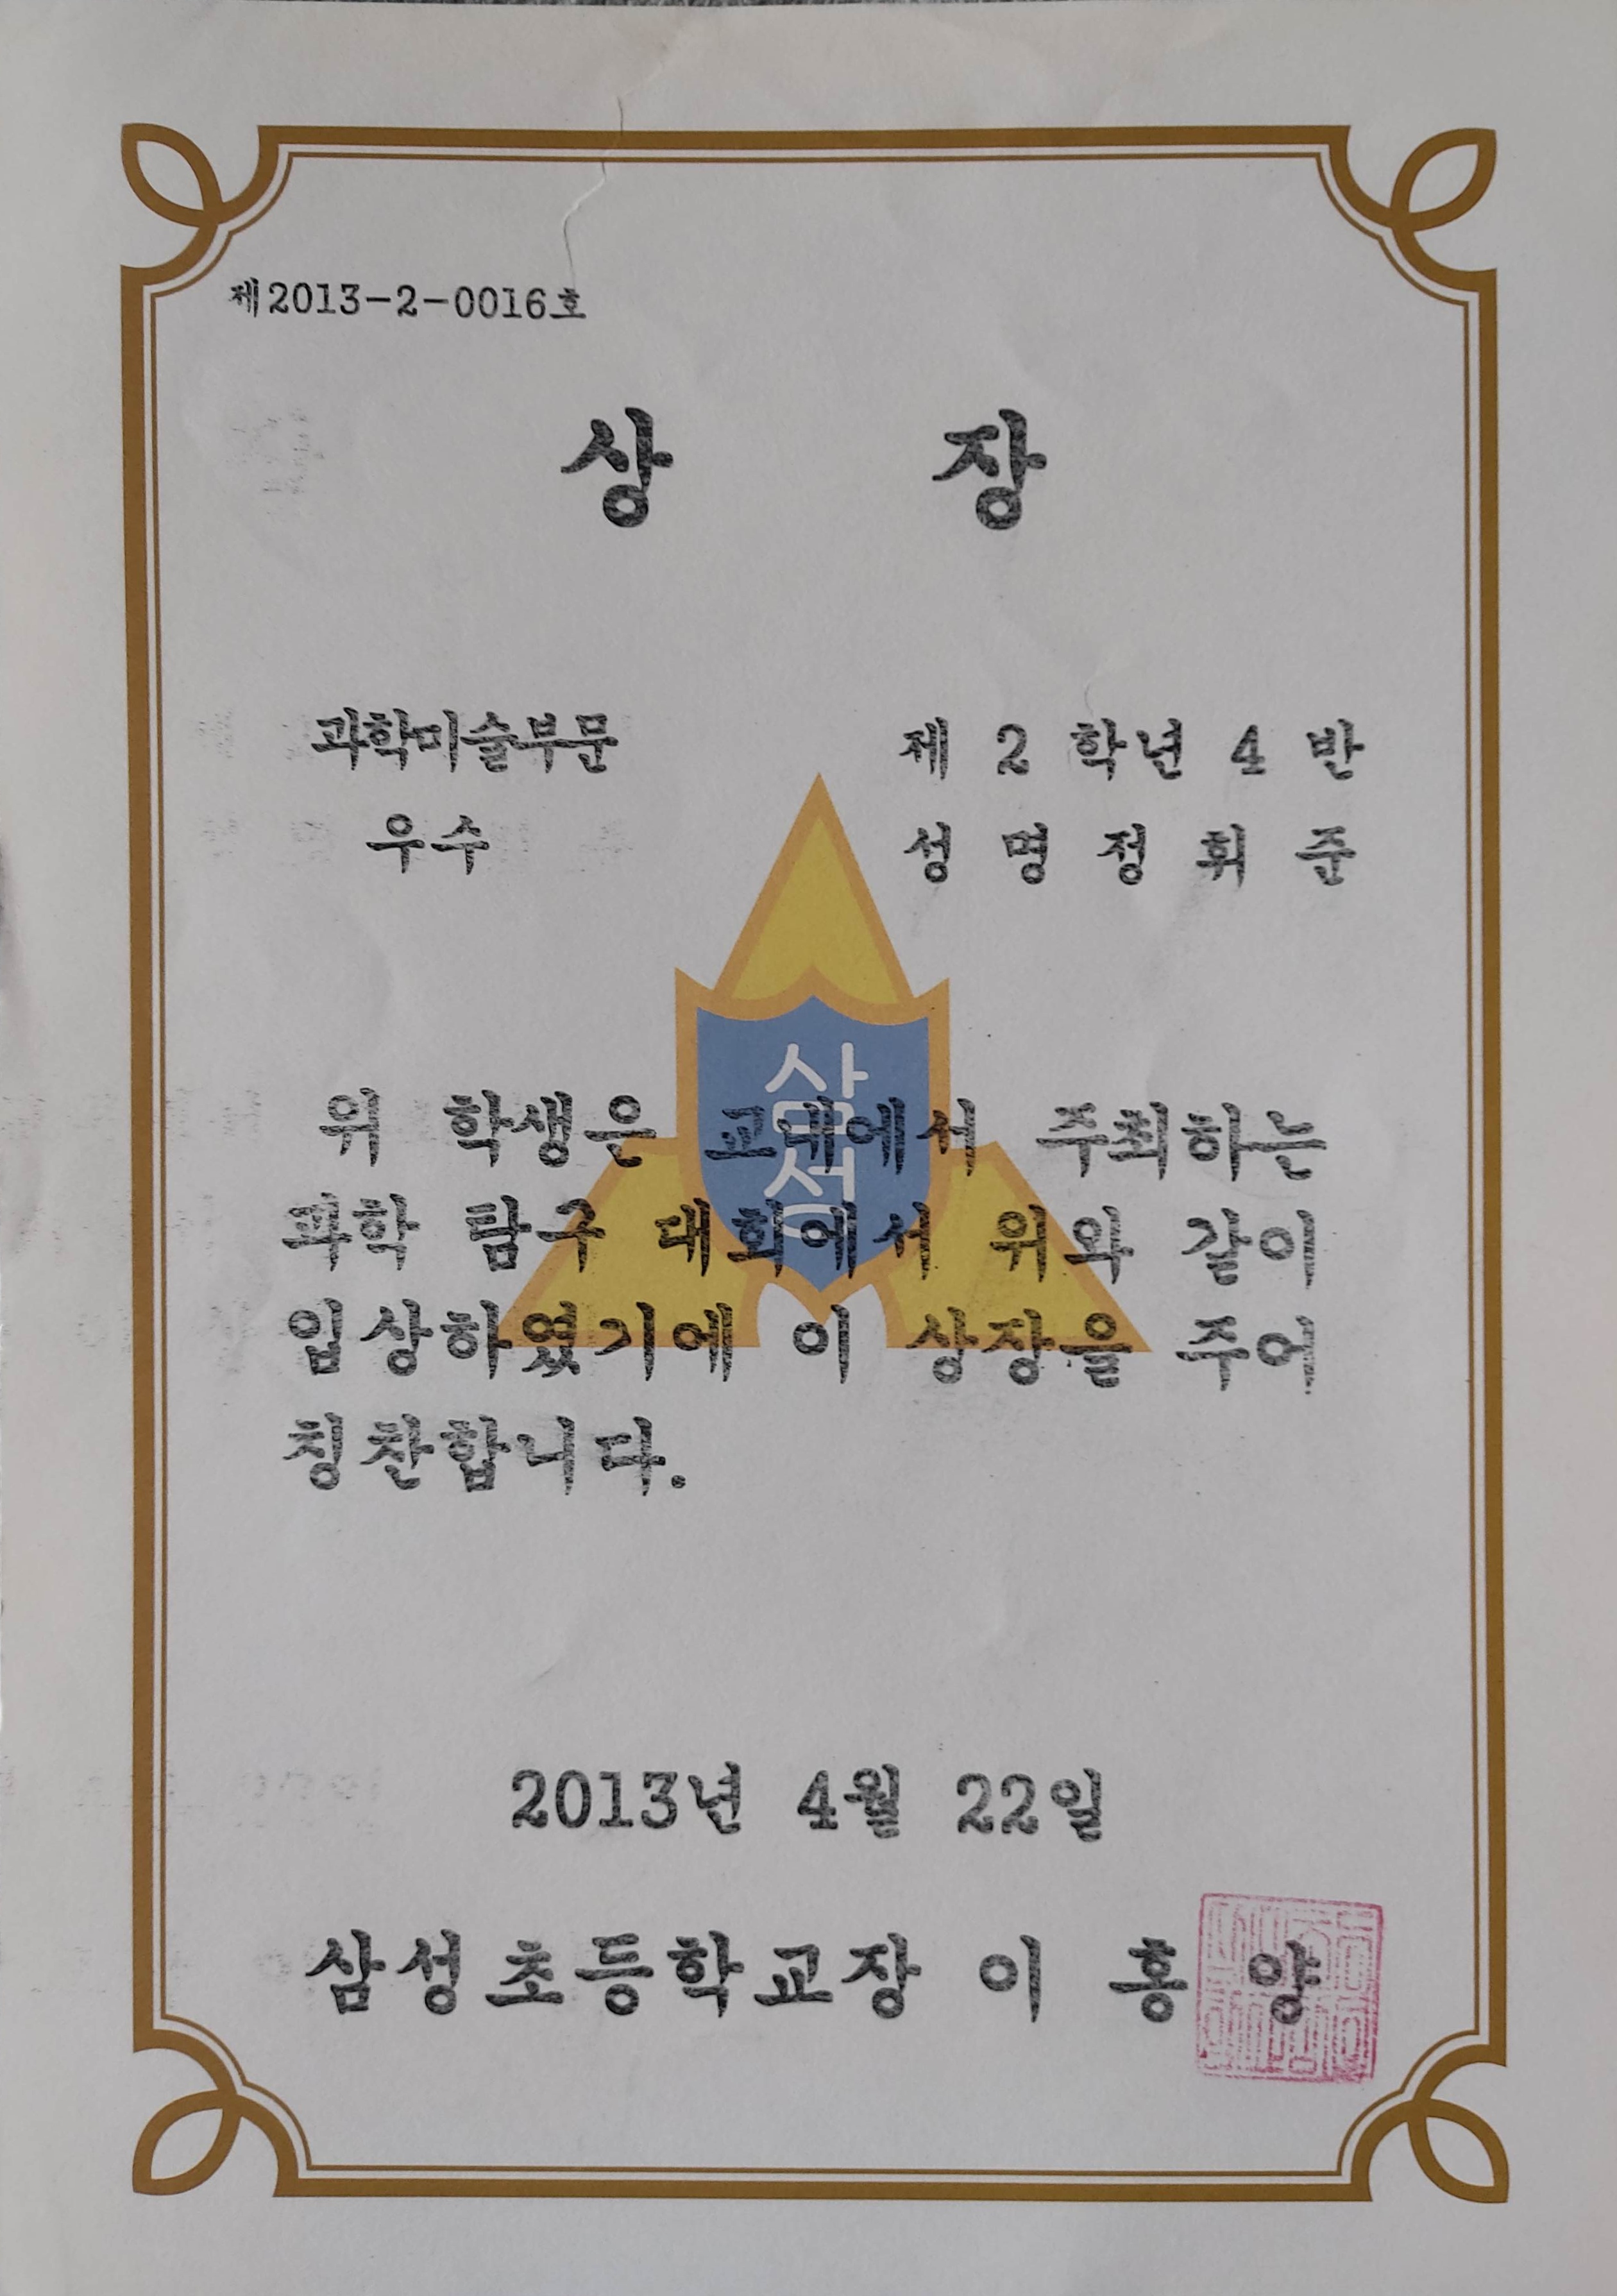 제2013-2-0016호
상 장
과학미술부문
우수
제 2 학년 4 반
성 명 정 휘 준
삼성
위 학생은 교내에서 주최하는
과학 탐구 대회에서 위와 같이
입상하였기에 이 상장을 주어
칭찬합니다.
2013년 4월 22일
삼성초등학교장 이 홍 양